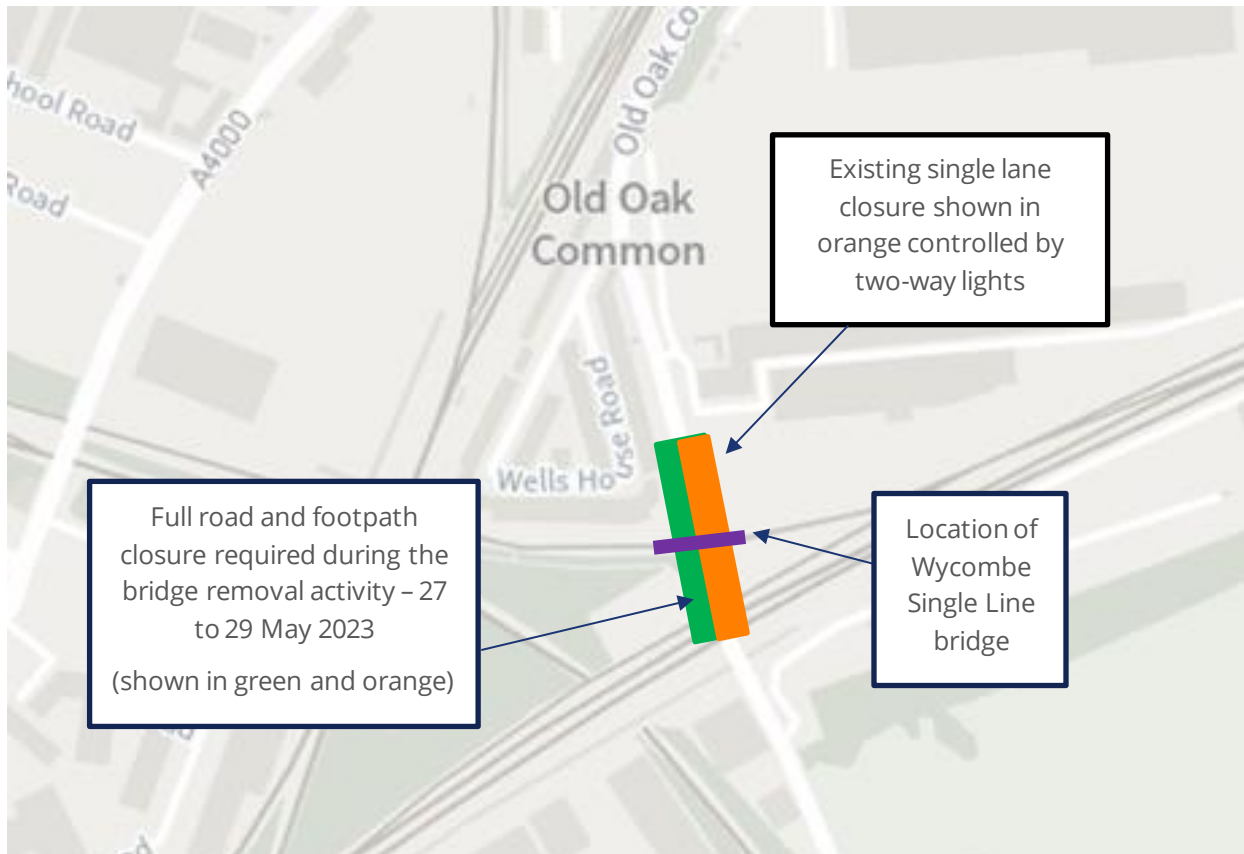 hool Road
Road
A4000
Old Oak Co
Old Oak
Common
Existing single lane
closure shown in
orange controlled by
two-way lights
Wells Ho
use Road
Full road and footpath
closure required during the
bridge removal activity – 27
to 29 May 2023
(shown in green and orange)
Location of
Wycombe
Single Line
bridge